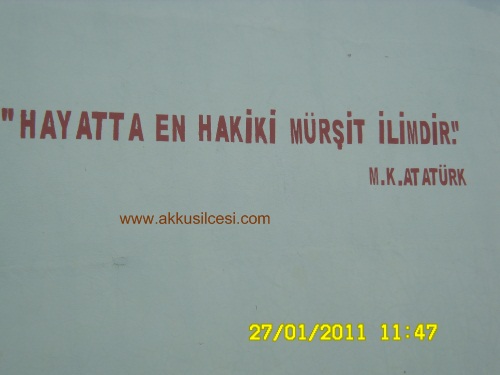 "HAYATTA EN HAKİKİ MÜRŞİT İLİMDİR."
M.K.ATATÜRK
www.akkusilcesi.com
27/01/2011 11:47